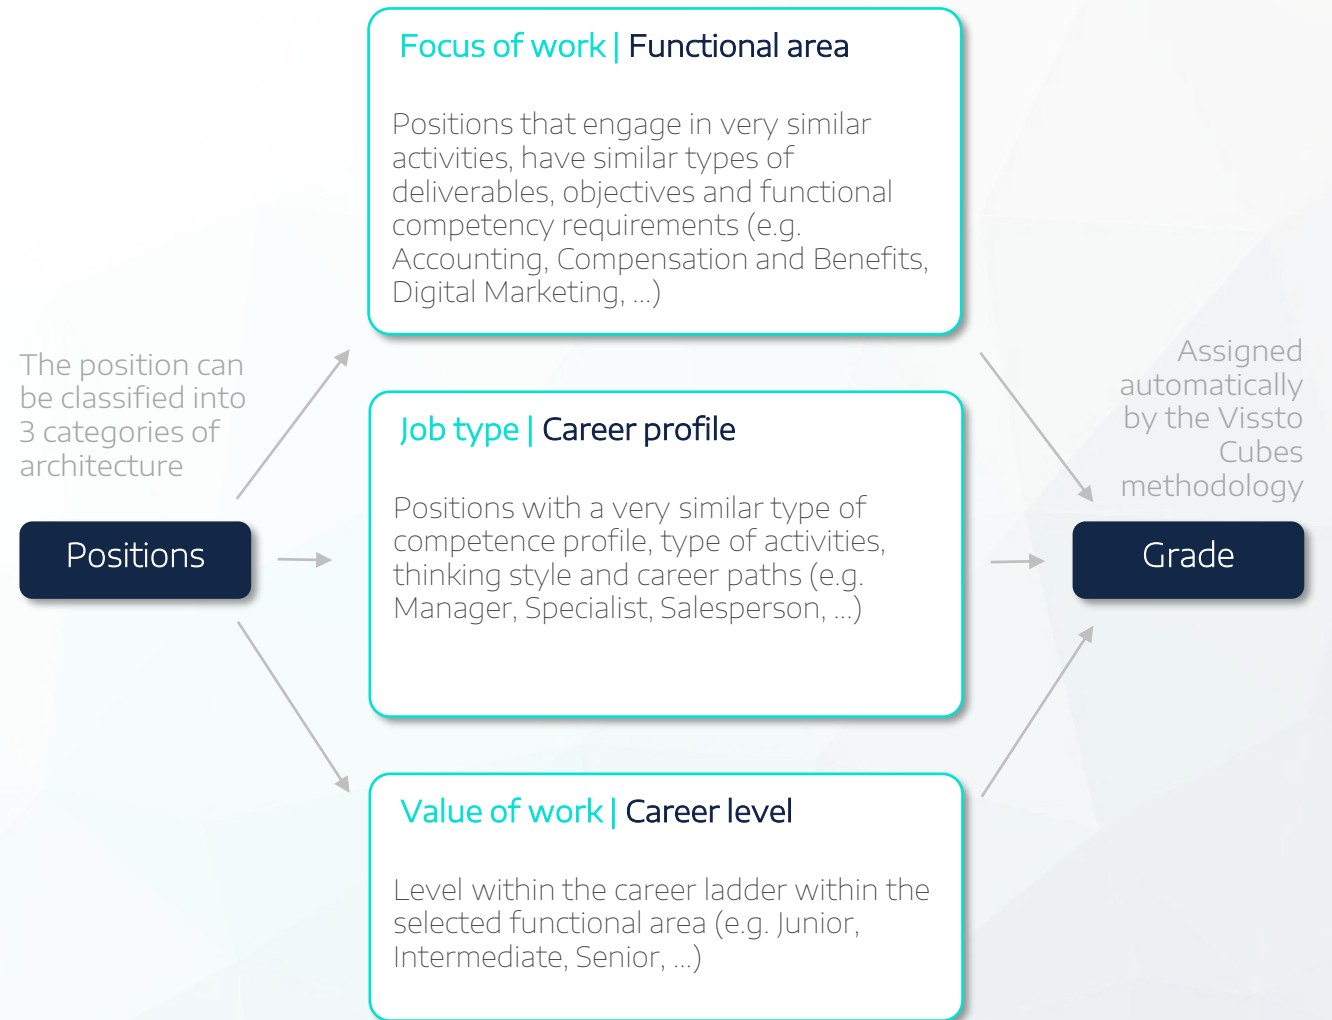 Focus of work | Functional area
Positions that engage in very similar
activities, have similar types of
deliverables, objectives and functional
competency requirements (e.g.
Accounting, Compensation and Benefits,
Digital Marketing, ...)
The position can
be classified into
3 categories of
architecture
Positions
Job type | Career profile
Positions with a very similar type of
competence profile, type of activities,
thinking style and career paths (e.g.
Manager, Specialist, Salesperson, ...)
Value of work | Career level
Level within the career ladder within the
selected functional area (e.g. Junior,
Intermediate, Senior, ...)
Assigned
automatically
by the Vissto
Cubes
methodology
Grade